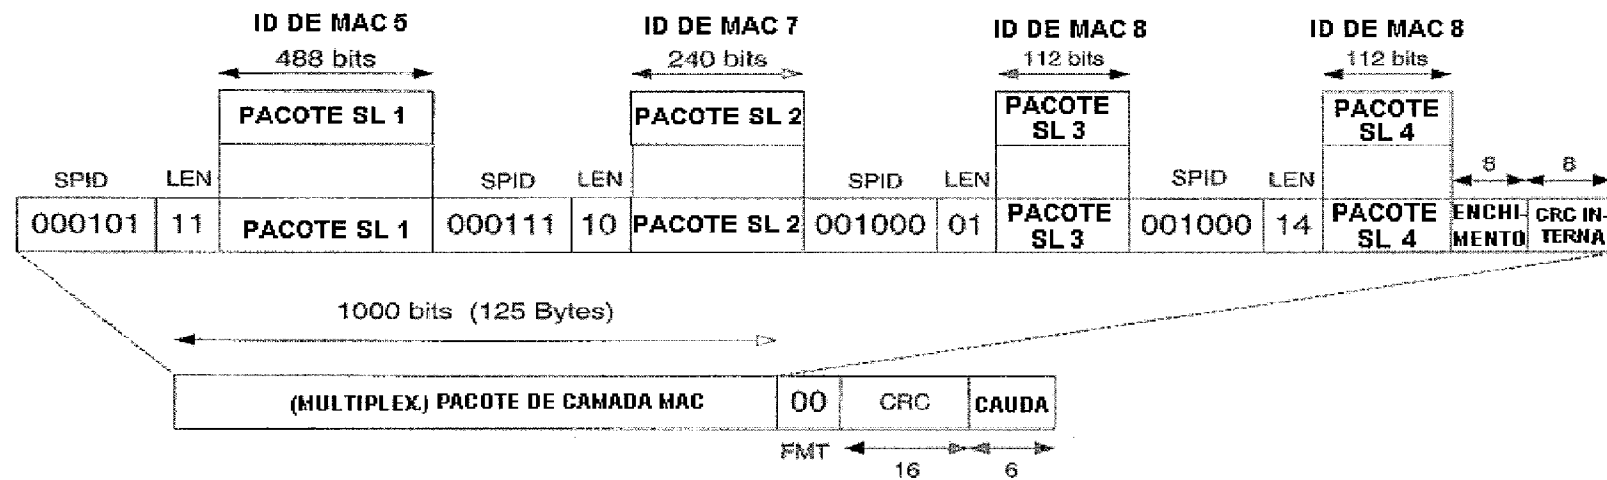 ID DE MAC 5
ID DE MAC 7
ID DE MAC 8
ID DE MAC 8
488 bits
240 bits
112 bits
112 bits
PACOTE SL 1
PACOTE SL 2
PACOTE
SL 3
PACOTE
SL 4
SPID
LEN
SPID
LEN
SPID
LEN
SPID
LEN
8
8
000101
11
PACOTE SL 1
000111
10
PACOTE SL 2
001000
01
PACOTE
SL 3
001000
14
PACOTE
SL 4
ENCHI-
MENTO
CRC IN-
TERNA
1000 bits (125 Bytes)
(MULTIPLEX.) PACOTE DE CAMADA MAC
00
CRC
CAUDA
FMT
16
6